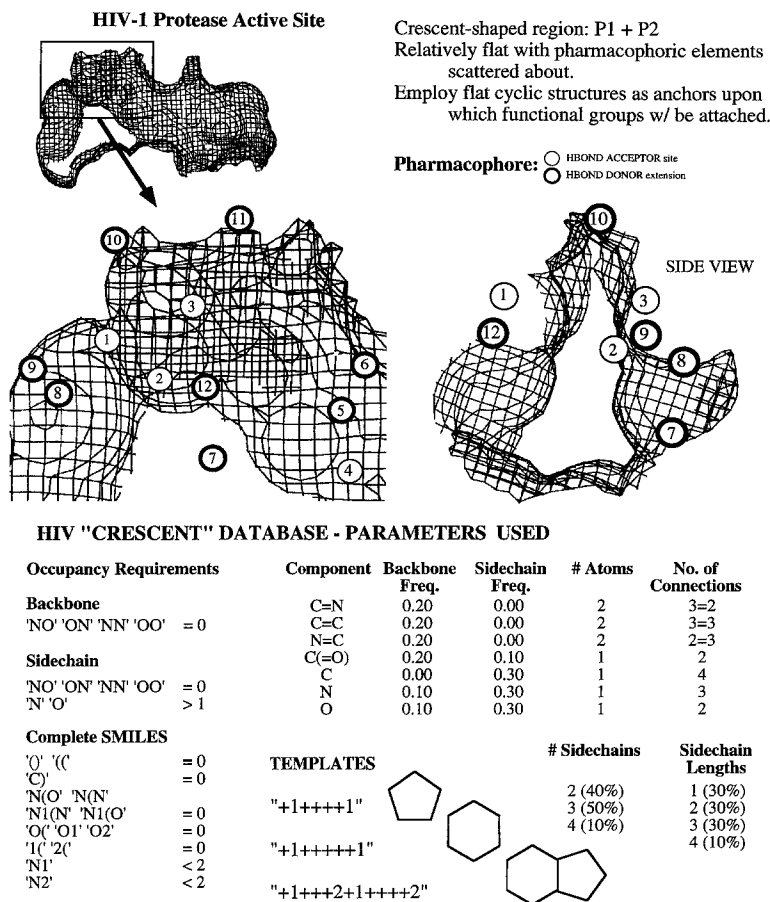 HIV-1 Protease Active Site
Crescent-shaped region: P1 + P2
Relatively flat with pharmacophoric elements
scattered about.
Employ flat cyclic structures as anchors upon
which functional groups w/ be attached.
Pharmacophore:
HBOND ACCEPTOR site
HBOND DONOR extension
11
10
3
1
9
8
2
12
6
5
7
4
10
SIDE VIEW
1
3
12
9
2
8
7
HIV "CRESCENT" DATABASE - PARAMETERS USED
Occupancy Requirements
Backbone
'NO' 'ON' 'NN' 'OO' = 0
Sidechain
'NO' 'ON' 'NN' 'OO' = 0
'N' 'O' > 1
Complete SMILES
'()' '((' = 0
'C)' = 0
'N(O' 'N(N'
'N1(N' 'N1(O' = 0
'O(' 'O1' 'O2' = 0
'1(' '2(' = 0
'N1' < 2
'N2' < 2
Component Backbone Freq. Sidechain Freq. # Atoms No. of Connections
C=N 0.20 0.00 2 3=2
C=C 0.20 0.00 2 3=3
N=C 0.20 0.00 2 2=3
C(=O) 0.20 0.10 1 2
C 0.00 0.30 1 4
N 0.10 0.30 1 3
O 0.10 0.30 1 2
TEMPLATES
"+1++++1"
"+1+++++1"
"+1+++2+1++++2"
# Sidechains
2 (40%)
3 (50%)
4 (10%)
Sidechain
Lengths
1 (30%)
2 (30%)
3 (30%)
4 (10%)